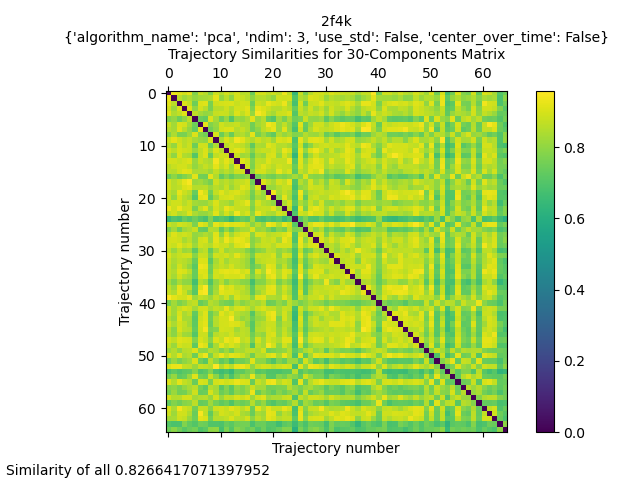 2f4k
{'algorithm_name': 'pca', 'ndim': 3, 'use_std': False, 'center_over_time': False}
Trajectory Similarities for 30-Components Matrix
0 10 20 30 40 50 60
0
10
20
30
40
50
60
Trajectory number
0.8
0.6
0.4
0.2
0.0
Trajectory number
Similarity of all 0.8266417071397952